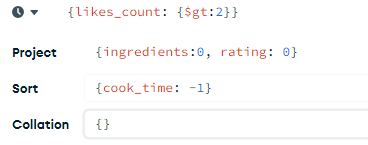 {likes_count: {$gt:2}}
Project {ingredients:0, rating: 0}
Sort {cook_time: -1}
Collation {}